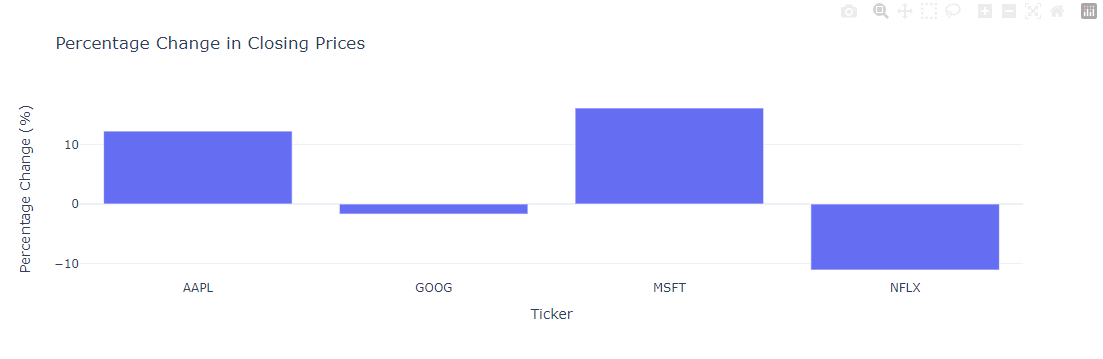 Percentage Change in Closing Prices
Percentage Change (%)
10
0
−10
AAPL GOOG MSFT NFLX
Ticker